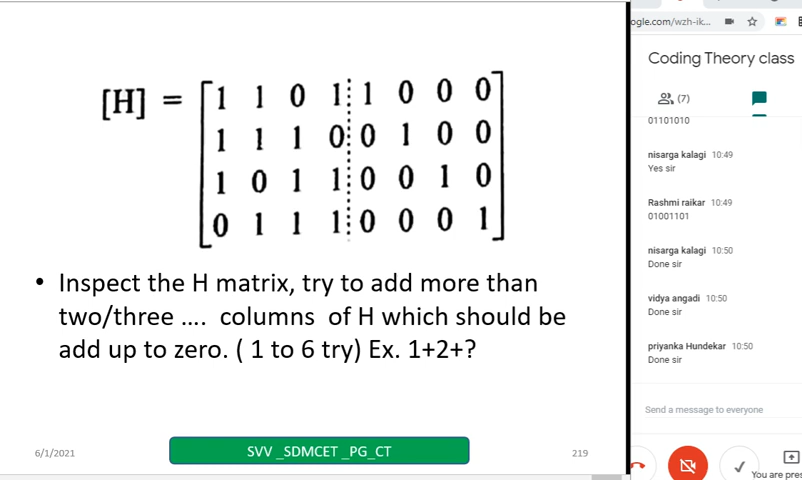 [H] = 1 1 0 1 1 0 0 0
1 1 1 0 0 1 0 0
1 0 1 1 0 0 1 0
0 1 1 1 0 0 0 1
• Inspect the H matrix, try to add more than
two/three .... columns of H which should be
add up to zero. ( 1 to 6 try) Ex. 1+2+?
6/1/2021
SVV _SDMCET _PG_CT
219
ogle.com/wzh-ik...
Coding Theory class
(7)
01101010
nisarga kalagi 10:49
Yes sir
Rashmi raikar 10:49
01001101
nisarga kalagi 10:50
Done sir
vidya angadi 10:50
Done sir
priyanka Hundekar 10:50
Done sir
Send a message to everyone
You are pres